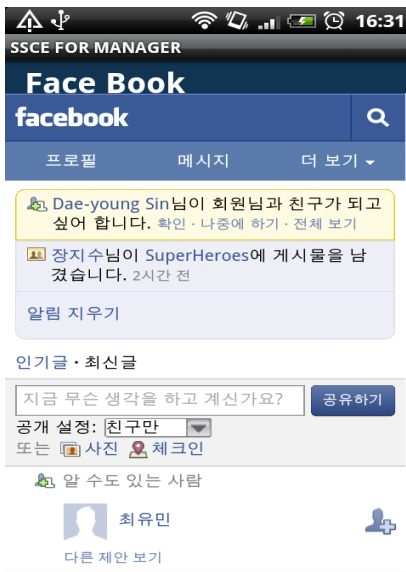 16:31
SSCE FOR MANAGER
Face Book
facebook
프로필 메시지 더 보기
Dae-young Sin님이 회원님과 친구가 되고
싶어 합니다. 확인 · 나중에 하기 · 전체 보기
장지수님이 SuperHeroes에 게시물을 남
겼습니다. 2시간 전
알림 지우기
인기글 · 최신글
지금 무슨 생각을 하고 계신가요? 공유하기
공개 설정: 친구만
또는 사진 체크인
알 수도 있는 사람
최유민
다른 제안 보기